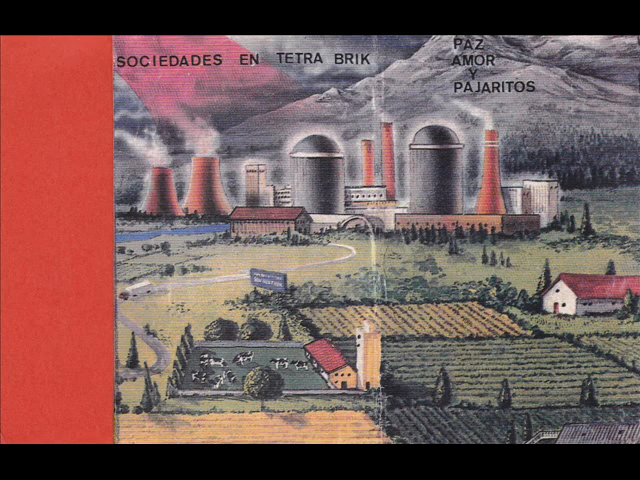 SOCIEDADES EN TETRA BRIK
PAZ
AMOR
Y
PAJARITOS